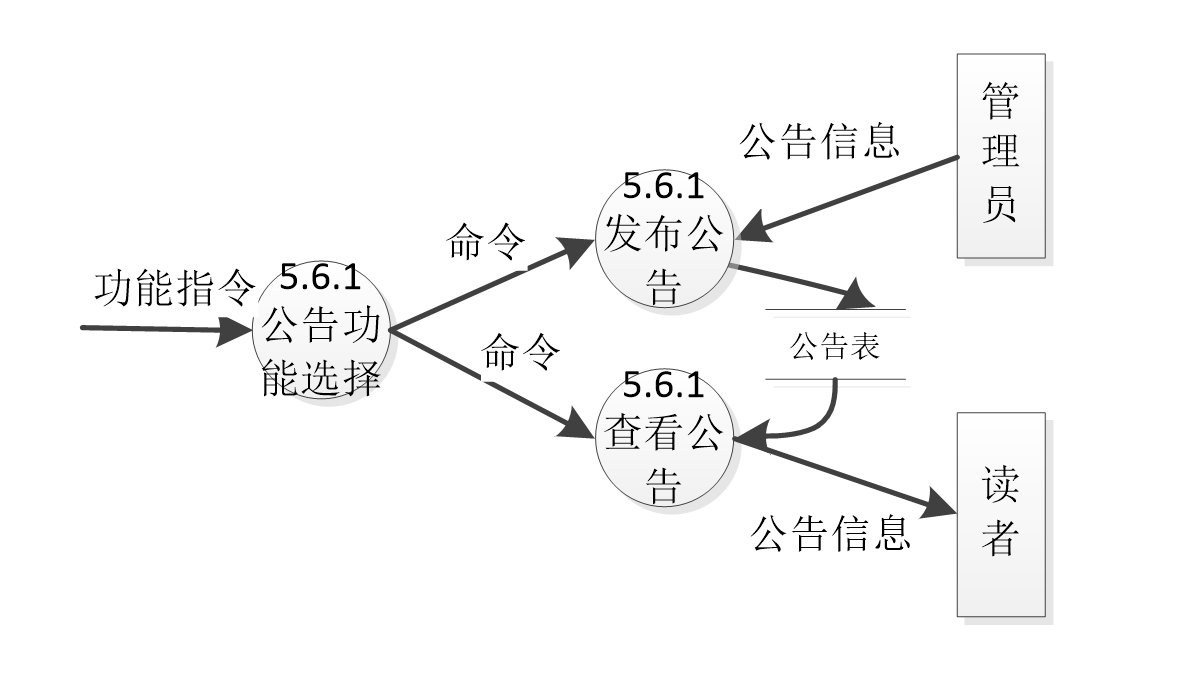 管
理
员
公告信息
5.6.1
发布公
告
命令
功能指令
5.6.1
公告功
能选择
命令
公告表
5.6.1
查看公
告
读
者
公告信息